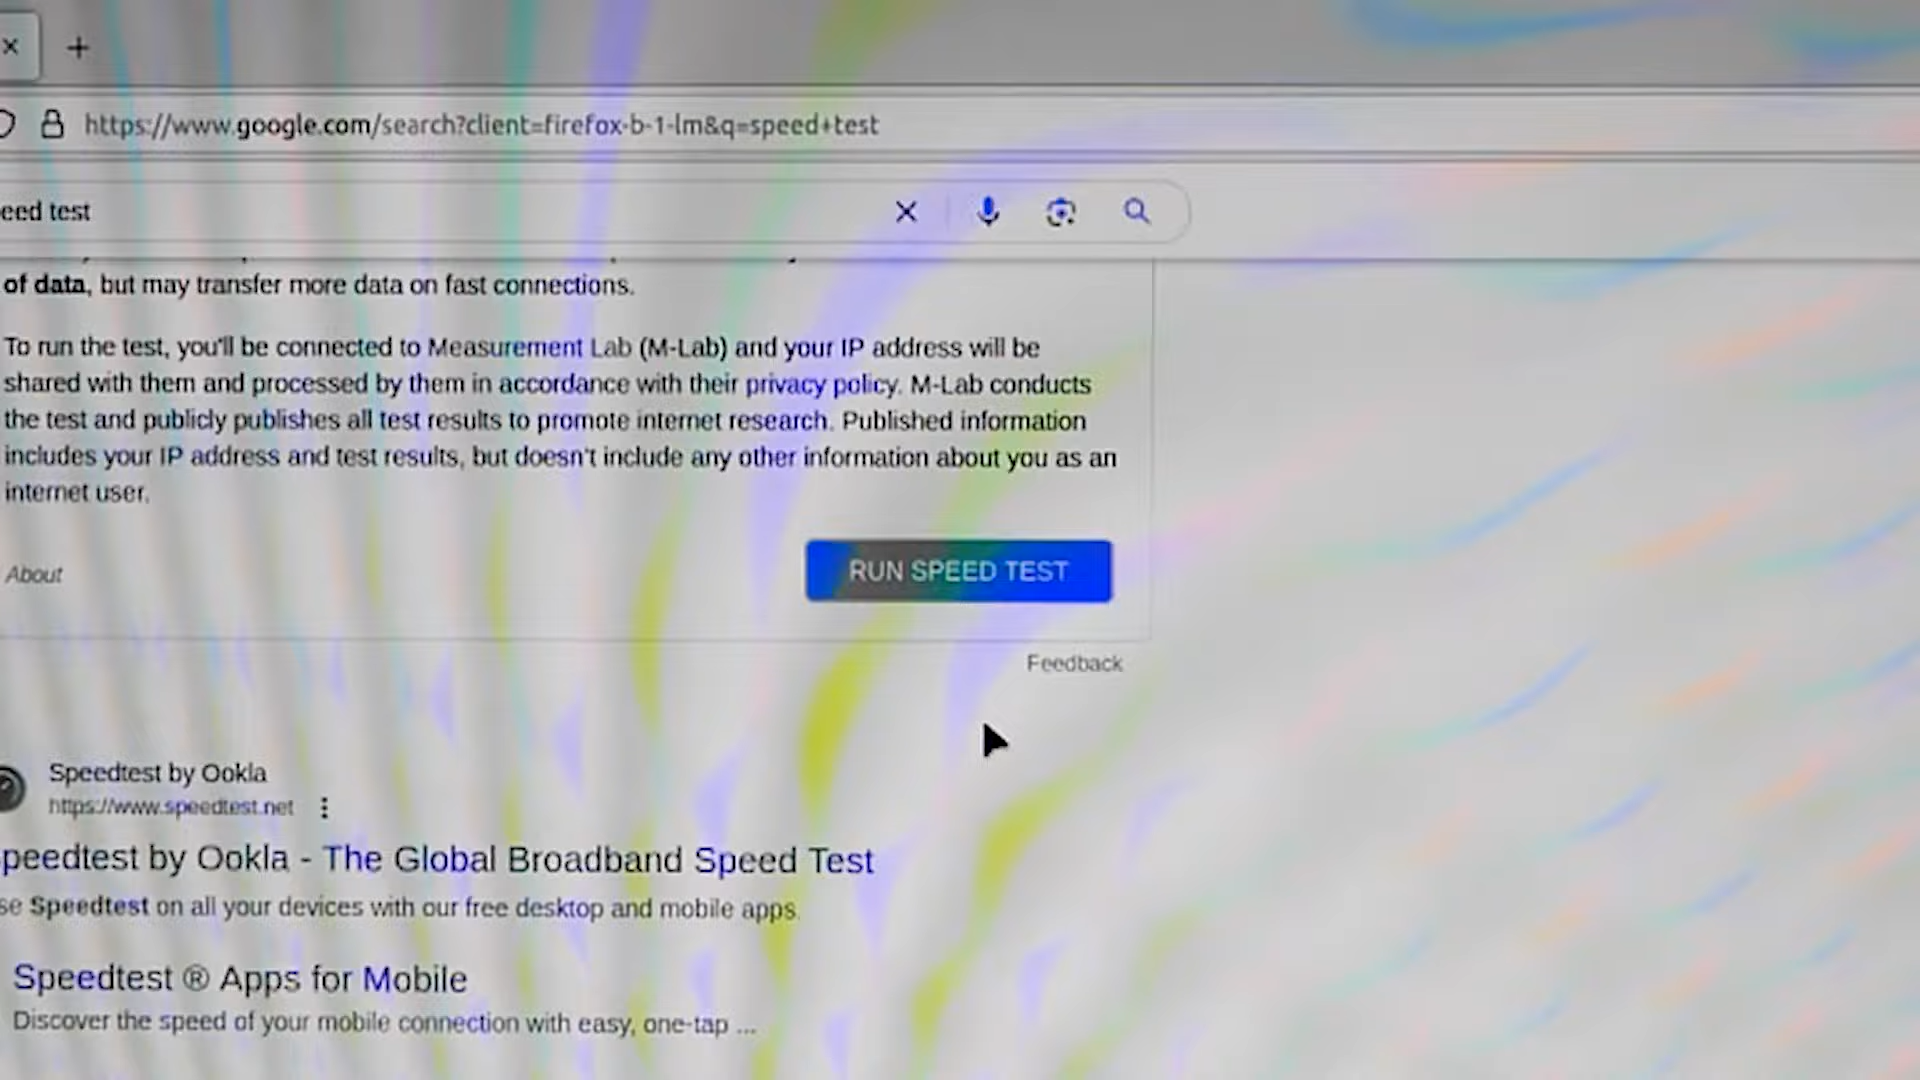 https://www.google.com/search?client=firefox-b-1-lm&q=speed+test
eed test
of data, but may transfer more data on fast connections.
To run the test, you'll be connected to Measurement Lab (M-Lab) and your IP address will be
shared with them and processed by them in accordance with their privacy policy. M-Lab conducts
the test and publicly publishes all test results to promote internet research. Published information
includes your IP address and test results, but doesn't include any other information about you as an
internet user.
About
RUN SPEED TEST
Feedback
Speedtest by Ookla
https://www.speedtest.net
peedtest by Ookla - The Global Broadband Speed Test
se Speedtest on all your devices with our free desktop and mobile apps.
Speedtest ® Apps for Mobile
Discover the speed of your mobile connection with easy, one-tap ...